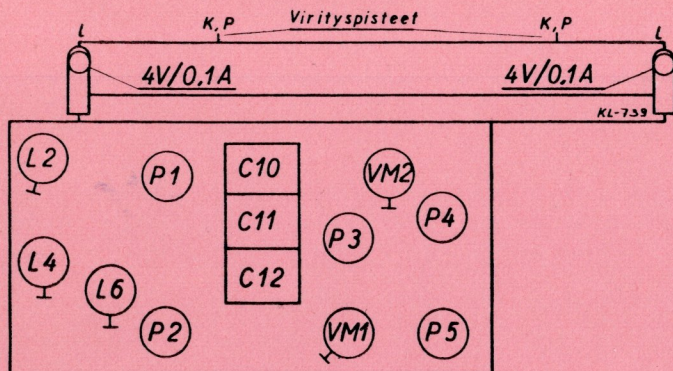 l K, P Virityspisteet K, P l
4V/0,1A 4V/0,1A
KL-739
L2 P1 C10 VM2
C11 P3 P4
L4 L6 C12
P2 VM1 P5